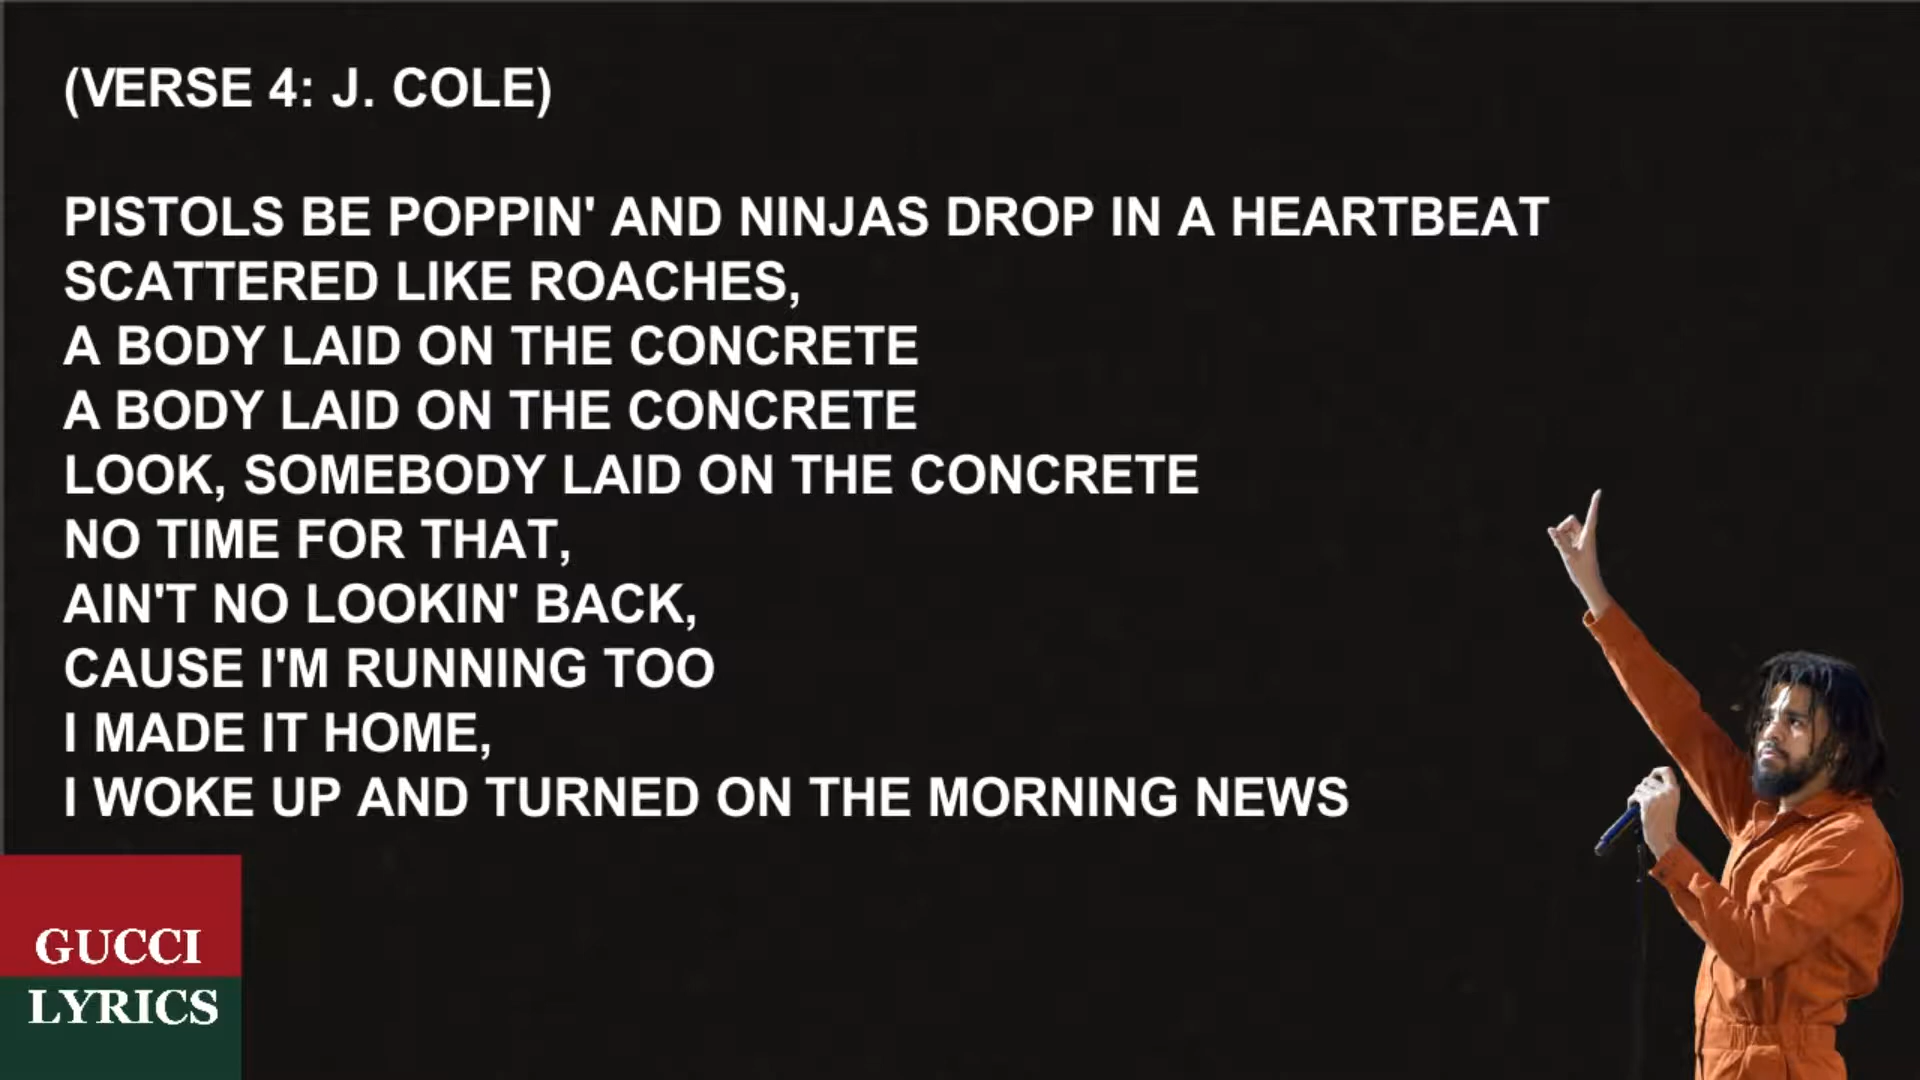 (VERSE 4: J. COLE)
PISTOLS BE POPPIN' AND NINJAS DROP IN A HEARTBEAT
SCATTERED LIKE ROACHES,
A BODY LAID ON THE CONCRETE
A BODY LAID ON THE CONCRETE
LOOK, SOMEBODY LAID ON THE CONCRETE
NO TIME FOR THAT,
AIN'T NO LOOKIN' BACK,
CAUSE I'M RUNNING TOO
I MADE IT HOME,
I WOKE UP AND TURNED ON THE MORNING NEWS
GUCCI
LYRICS